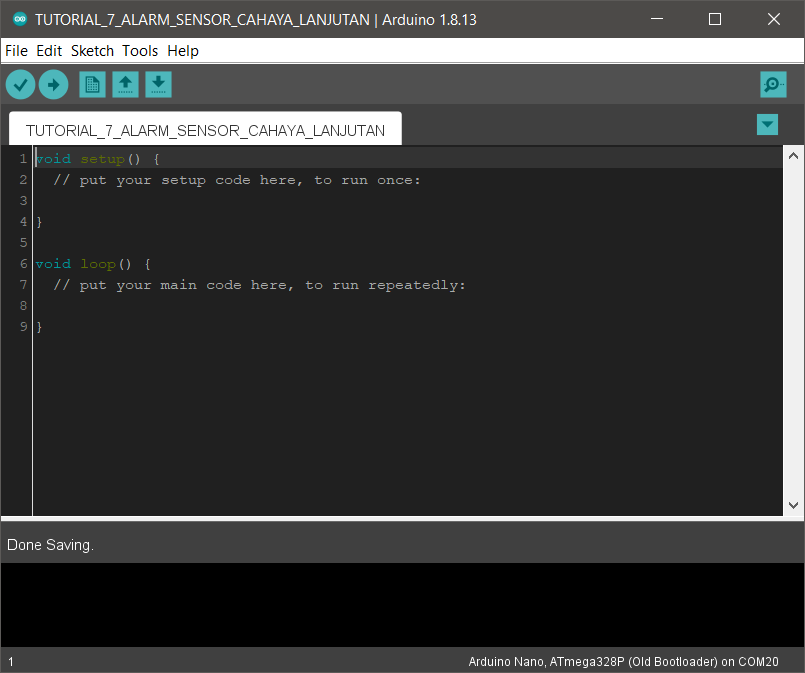 TUTORIAL_7_ALARM_SENSOR_CAHAYA_LANJUTAN | Arduino 1.8.13
File Edit Sketch Tools Help
TUTORIAL_7_ALARM_SENSOR_CAHAYA_LANJUTAN
1 void setup() {
2   // put your setup code here, to run once:
3
4 }
5
6 void loop() {
7   // put your main code here, to run repeatedly:
8
9 }
Done Saving.
1 Arduino Nano, ATmega328P (Old Bootloader) on COM20